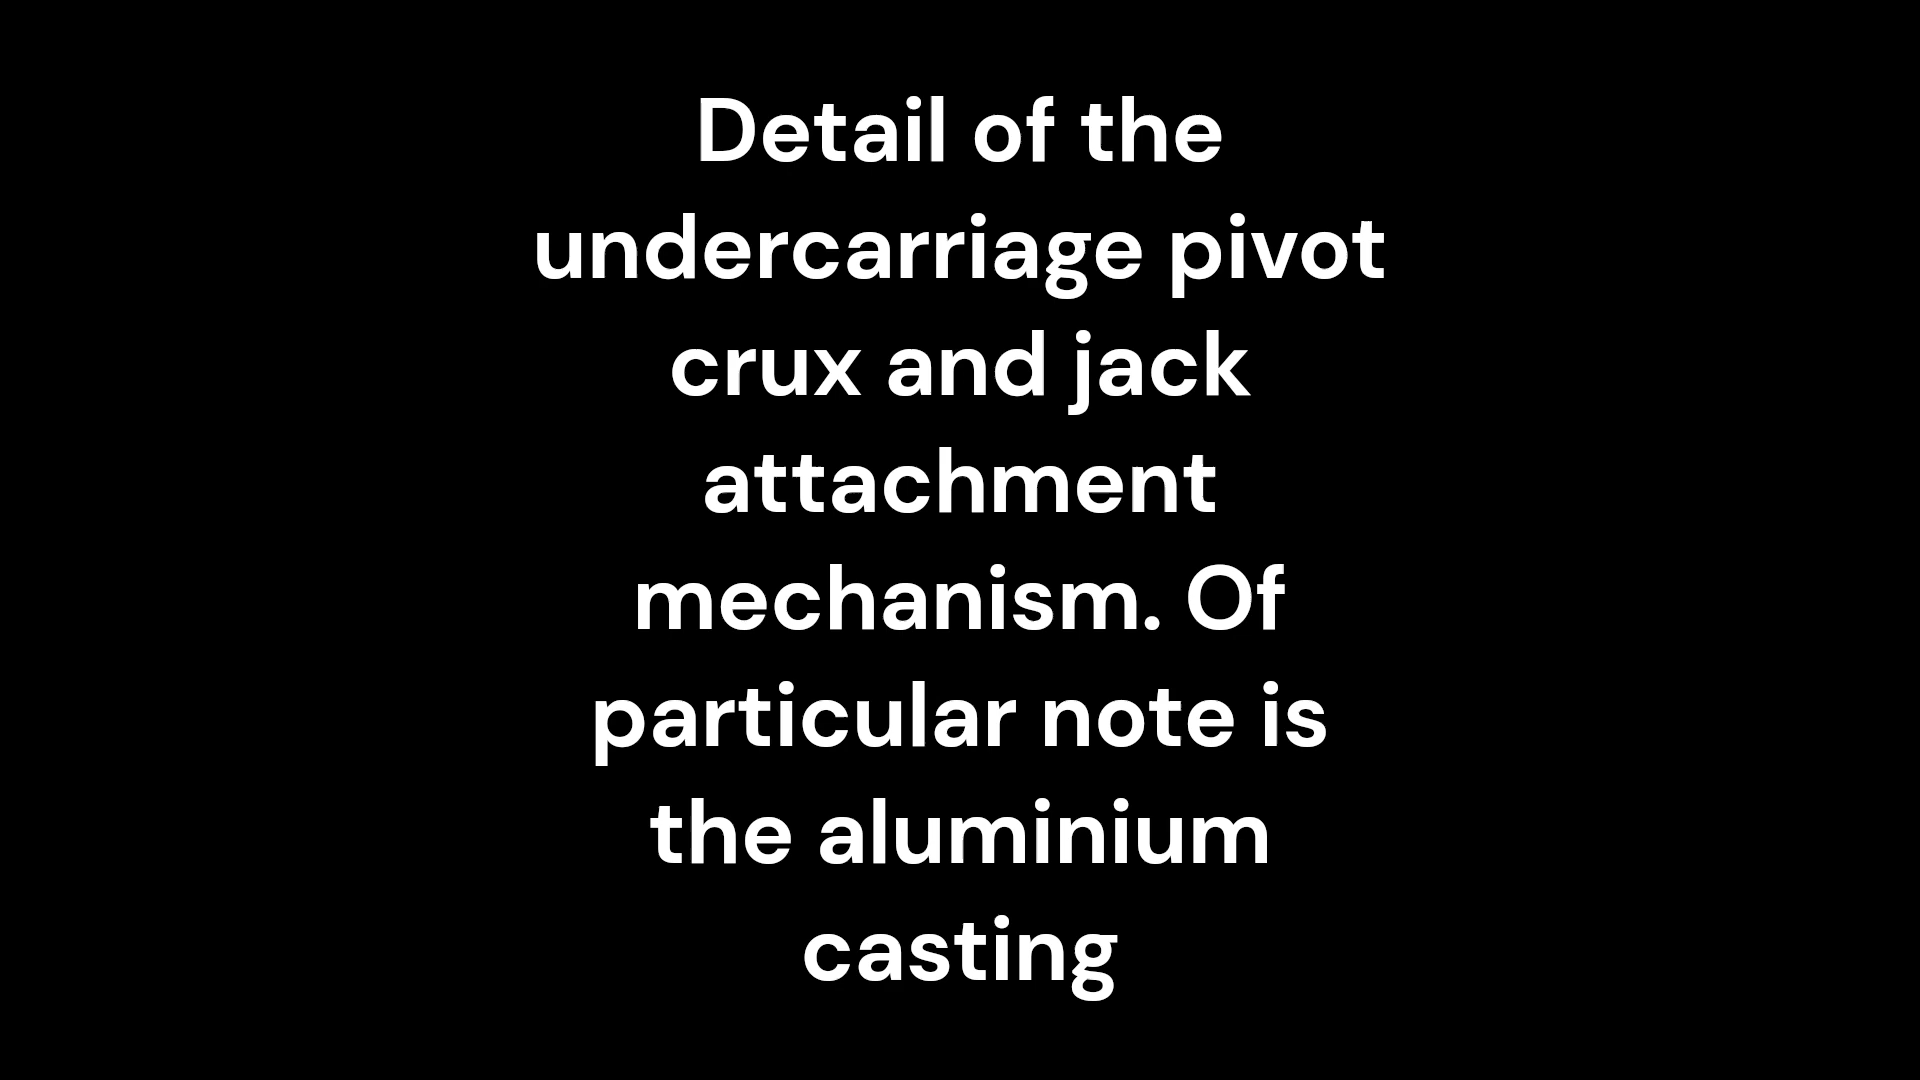 Detail of the
undercarriage pivot
crux and jack
attachment
mechanism. Of
particular note is
the aluminium
casting